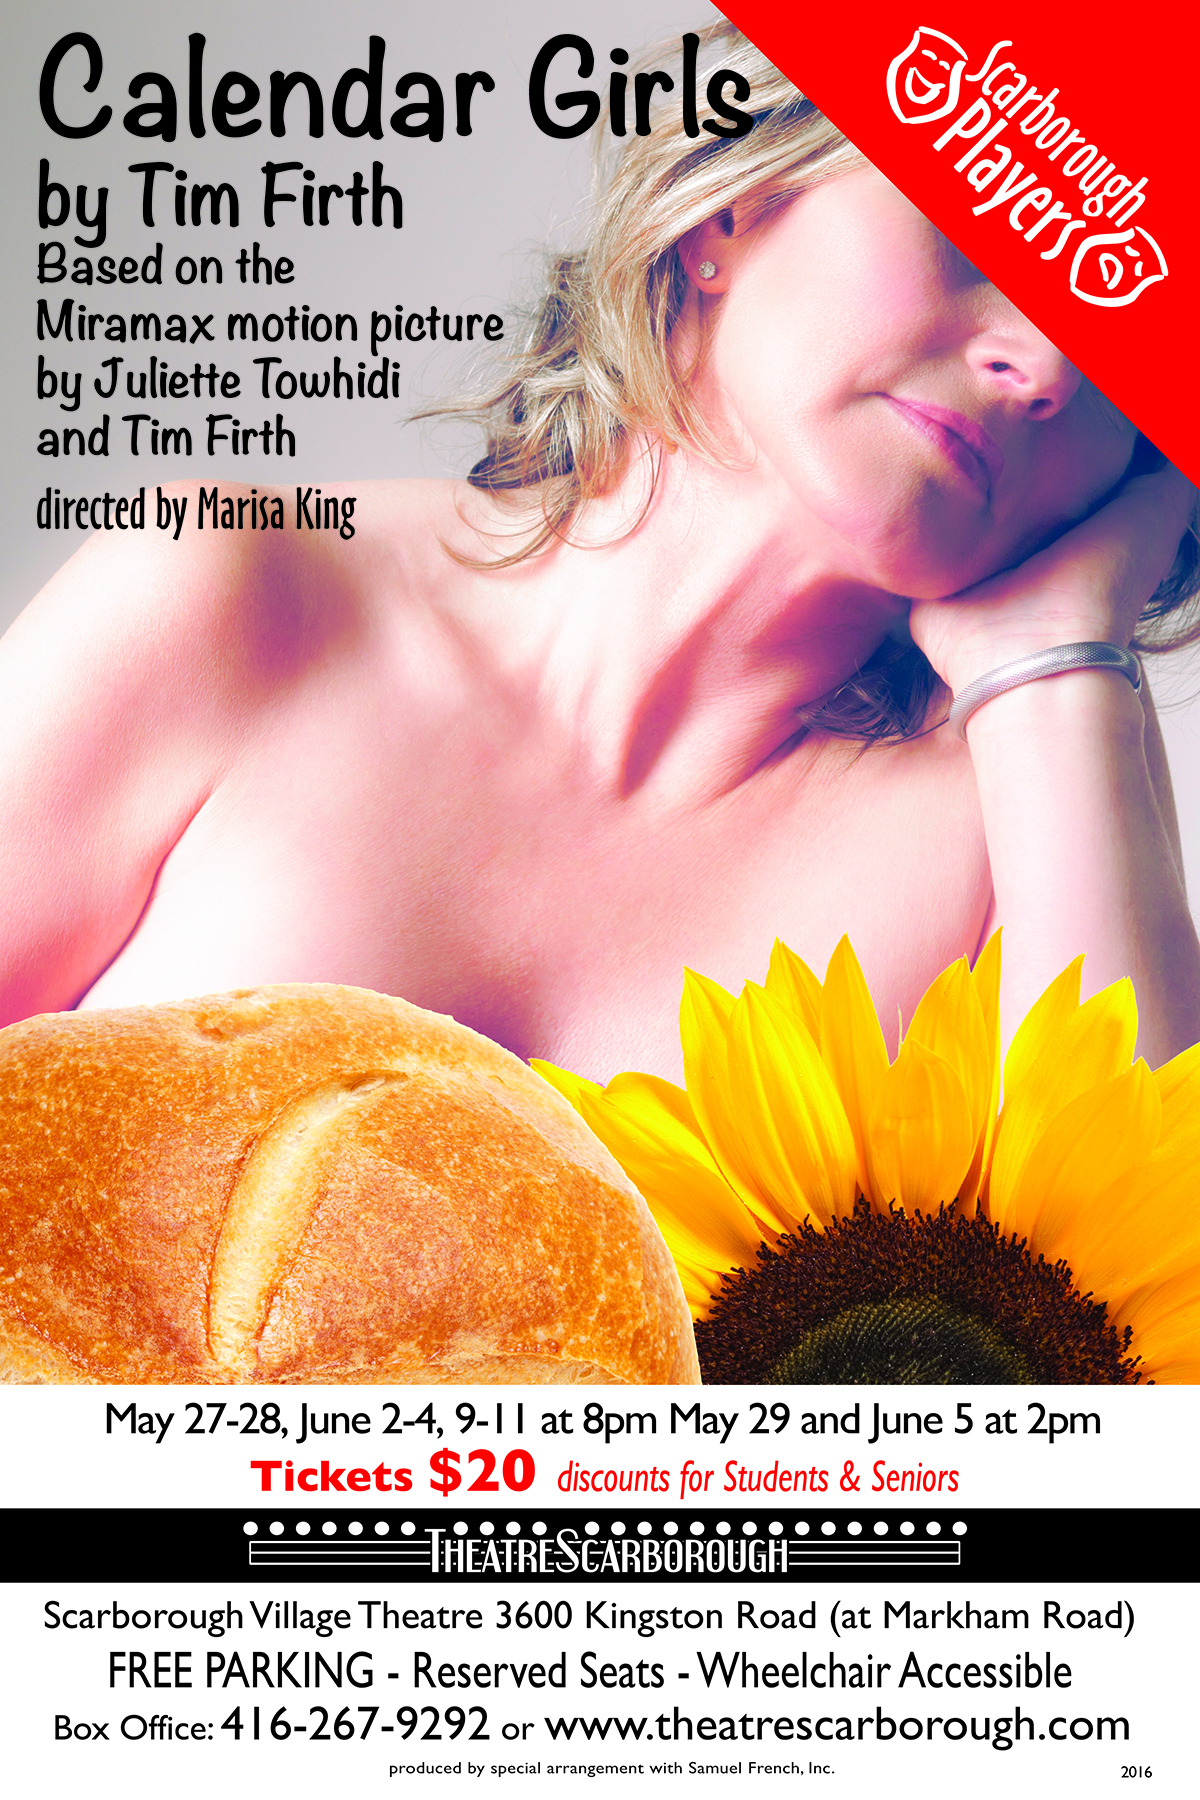 Calendar Girls
by Tim Firth
Based on the
Miramax motion picture
by Juliette Towhidi
and Tim Firth
directed by Marisa King
Scarborough
Players
May 27-28, June 2-4, 9-11 at 8pm May 29 and June 5 at 2pm
Tickets $20 discounts for Students & Seniors
THEATRESCARBOROUGH
Scarborough Village Theatre 3600 Kingston Road (at Markham Road)
FREE PARKING - Reserved Seats - Wheelchair Accessible
Box Office: 416-267-9292 or www.theatrescarborough.com
produced by special arrangement with Samuel French, Inc.
2016